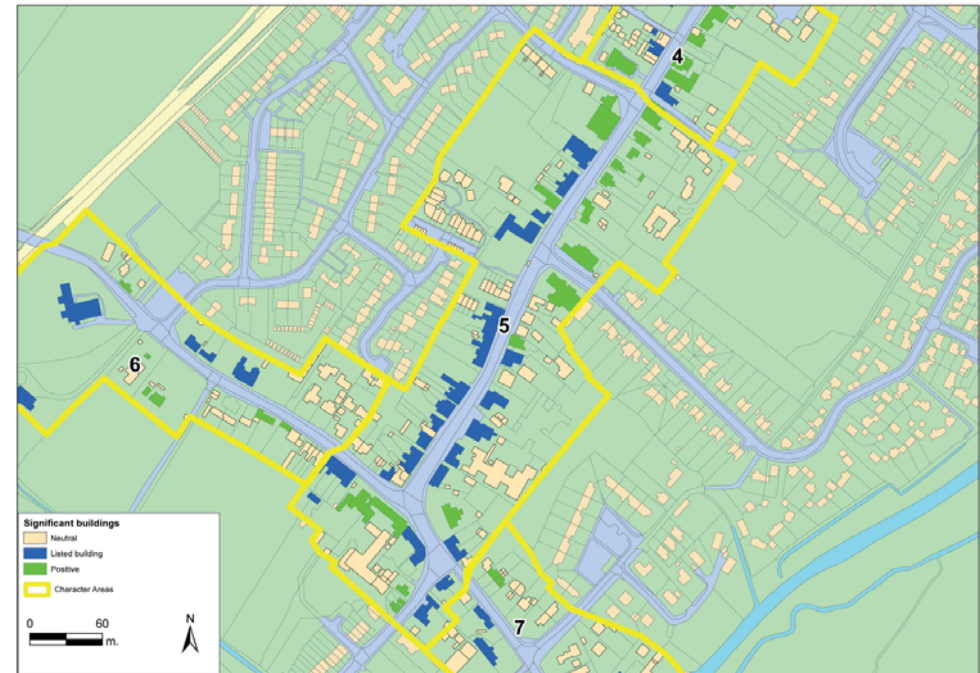 4
5
6
7
Significant buildings
Neutral
Listed building
Positive
Character Areas
0 60
m.
N